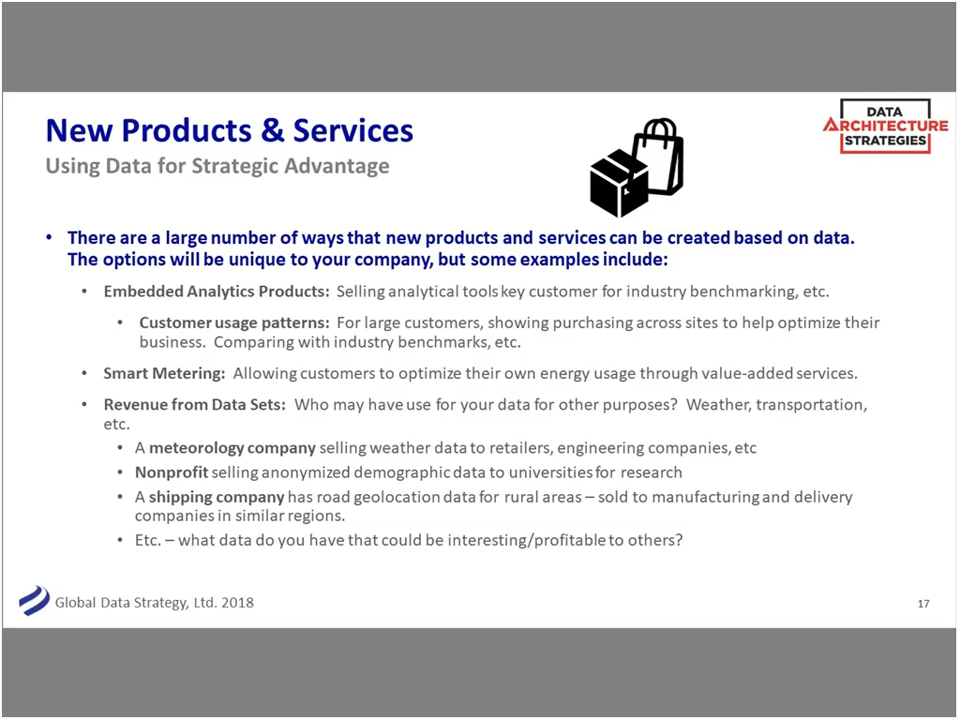 New Products & Services
Using Data for Strategic Advantage
DATA
ARCHITECTURE
STRATEGIES
• There are a large number of ways that new products and services can be created based on data.
The options will be unique to your company, but some examples include:
• Embedded Analytics Products: Selling analytical tools key customer for industry benchmarking, etc.
• Customer usage patterns: For large customers, showing purchasing across sites to help optimize their
business. Comparing with industry benchmarks, etc.
• Smart Metering: Allowing customers to optimize their own energy usage through value-added services.
• Revenue from Data Sets: Who may have use for your data for other purposes? Weather, transportation,
etc.
• A meteorology company selling weather data to retailers, engineering companies, etc
• Nonprofit selling anonymized demographic data to universities for research
• A shipping company has road geolocation data for rural areas – sold to manufacturing and delivery
companies in similar regions.
• Etc. – what data do you have that could be interesting/profitable to others?
Global Data Strategy, Ltd. 2018
17